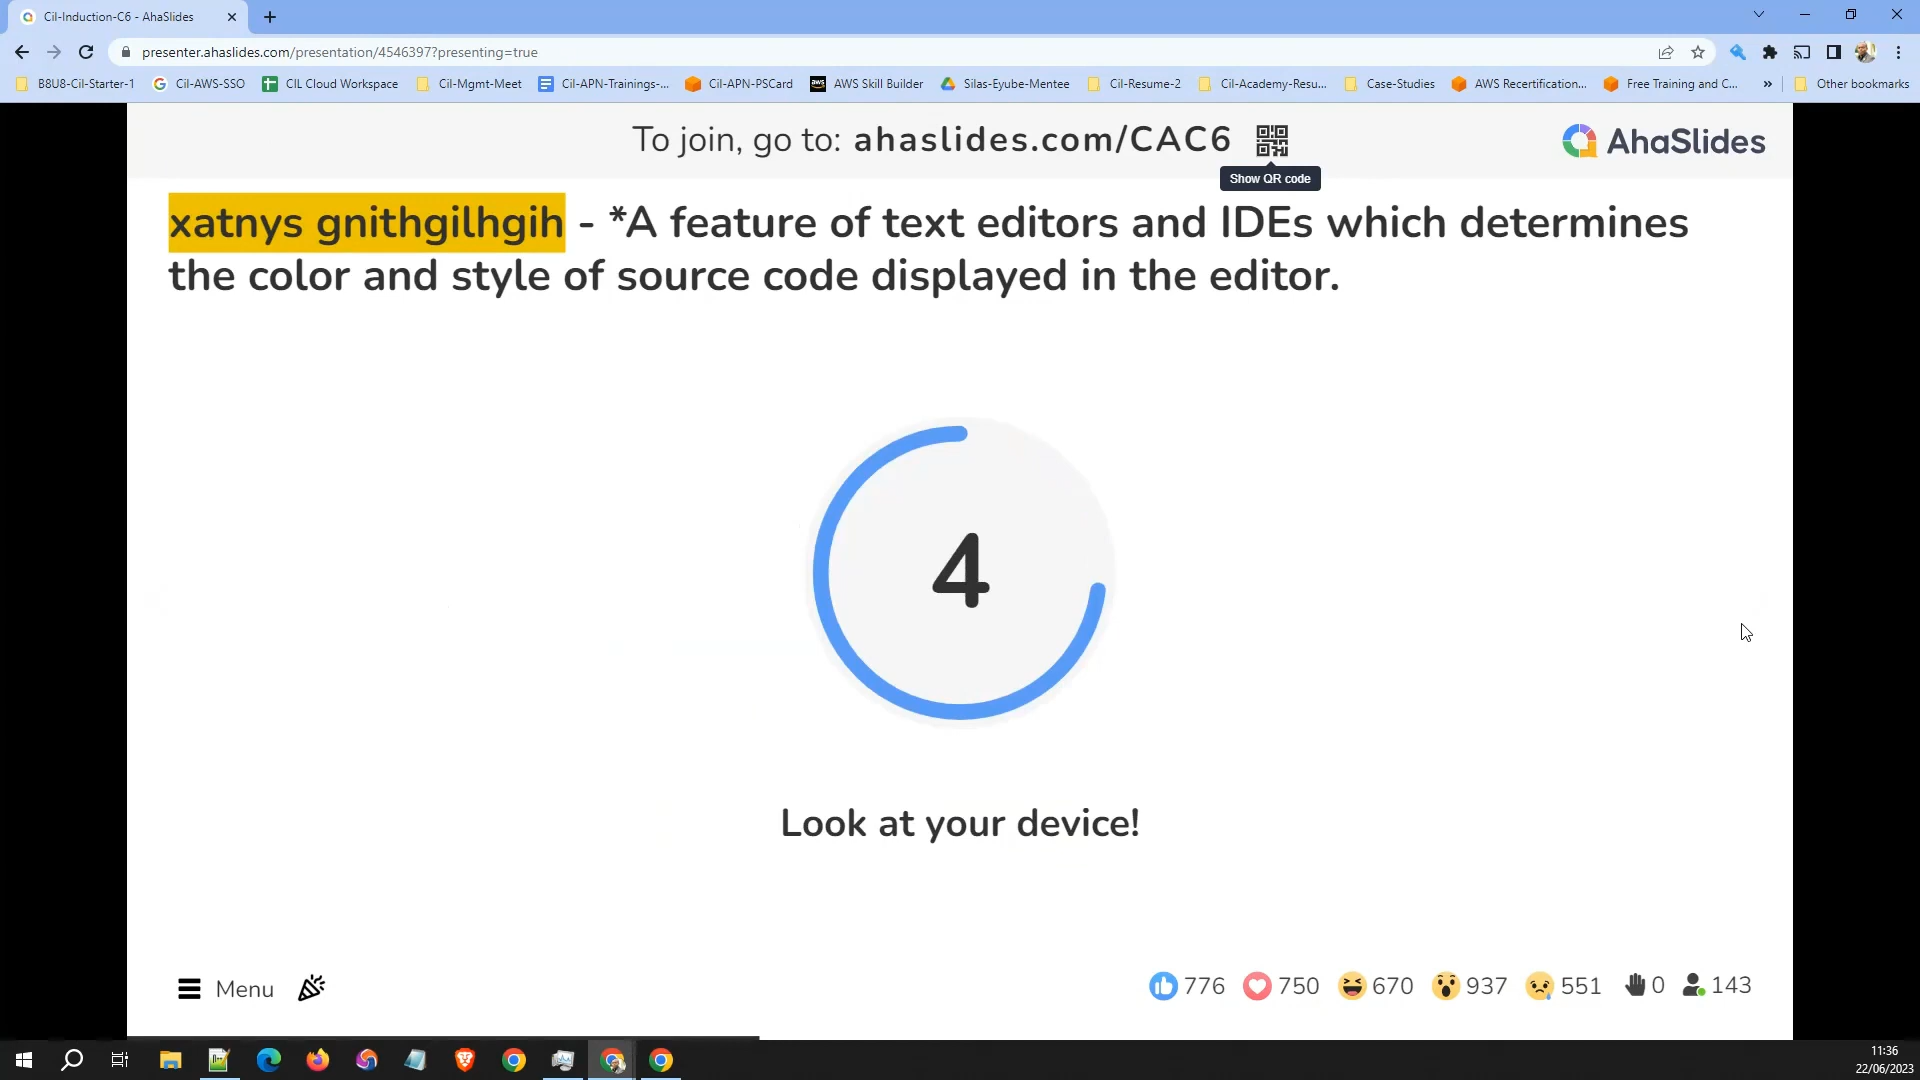 Cil-Induction-C6 - AhaSlides
presenter.ahaslides.com/presentation/4546397?presenting=true
B8U8-Cil-Starter-1 Cil-AWS-SSO CIL Cloud Workspace Cil-Mgmt-Meet Cil-APN-Trainings-... Cil-APN-PSCard AWS Skill Builder Silas-Eyube-Mentee Cil-Resume-2 Cil-Academy-Resu... Case-Studies AWS Recertification... Free Training and C... » Other bookmarks
To join, go to: ahaslides.com/CAC6 AhaSlides
Show QR code
xatnys gnithgilhgih - *A feature of text editors and IDEs which determines
the color and style of source code displayed in the editor.
4
Look at your device!
Menu 776 750 670 937 551 0 143
11:36
22/06/2023